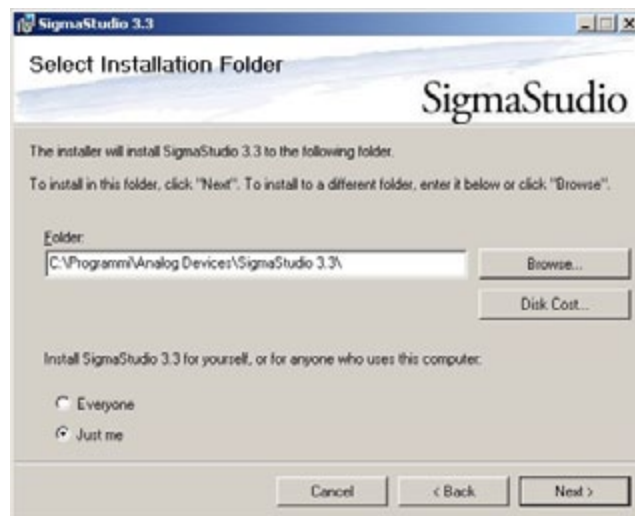 SigmaStudio 3.3
Select Installation Folder
SigmaStudio
The installer will install SigmaStudio 3.3 to the following folder.
To install in this folder, click "Next". To install to a different folder, enter it below or click "Browse".
Folder:
C:\Programmi\Analog Devices\SigmaStudio 3.3\
Browse...
Disk Cost...
Install SigmaStudio 3.3 for yourself, or for anyone who uses this computer:
Everyone
Just me
Cancel
< Back
Next >